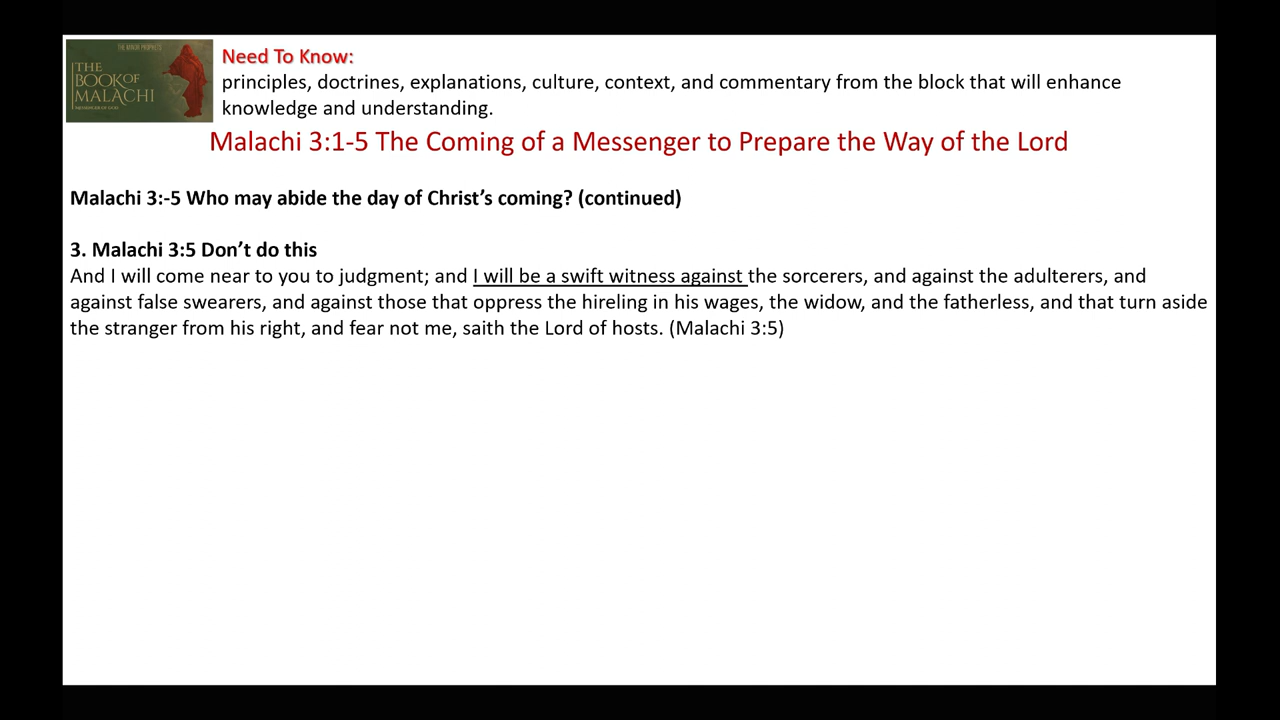 THE MINOR PROPHETS
THE
BOOK OF
MALACHI
MESSENGER OF GOD
Need To Know:
principles, doctrines, explanations, culture, context, and commentary from the block that will enhance
knowledge and understanding.
Malachi 3:1-5 The Coming of a Messenger to Prepare the Way of the Lord
Malachi 3:-5 Who may abide the day of Christ’s coming? (continued)
3. Malachi 3:5 Don’t do this
And I will come near to you to judgment; and I will be a swift witness against the sorcerers, and against the adulterers, and
against false swearers, and against those that oppress the hireling in his wages, the widow, and the fatherless, and that turn aside
the stranger from his right, and fear not me, saith the Lord of hosts. (Malachi 3:5)